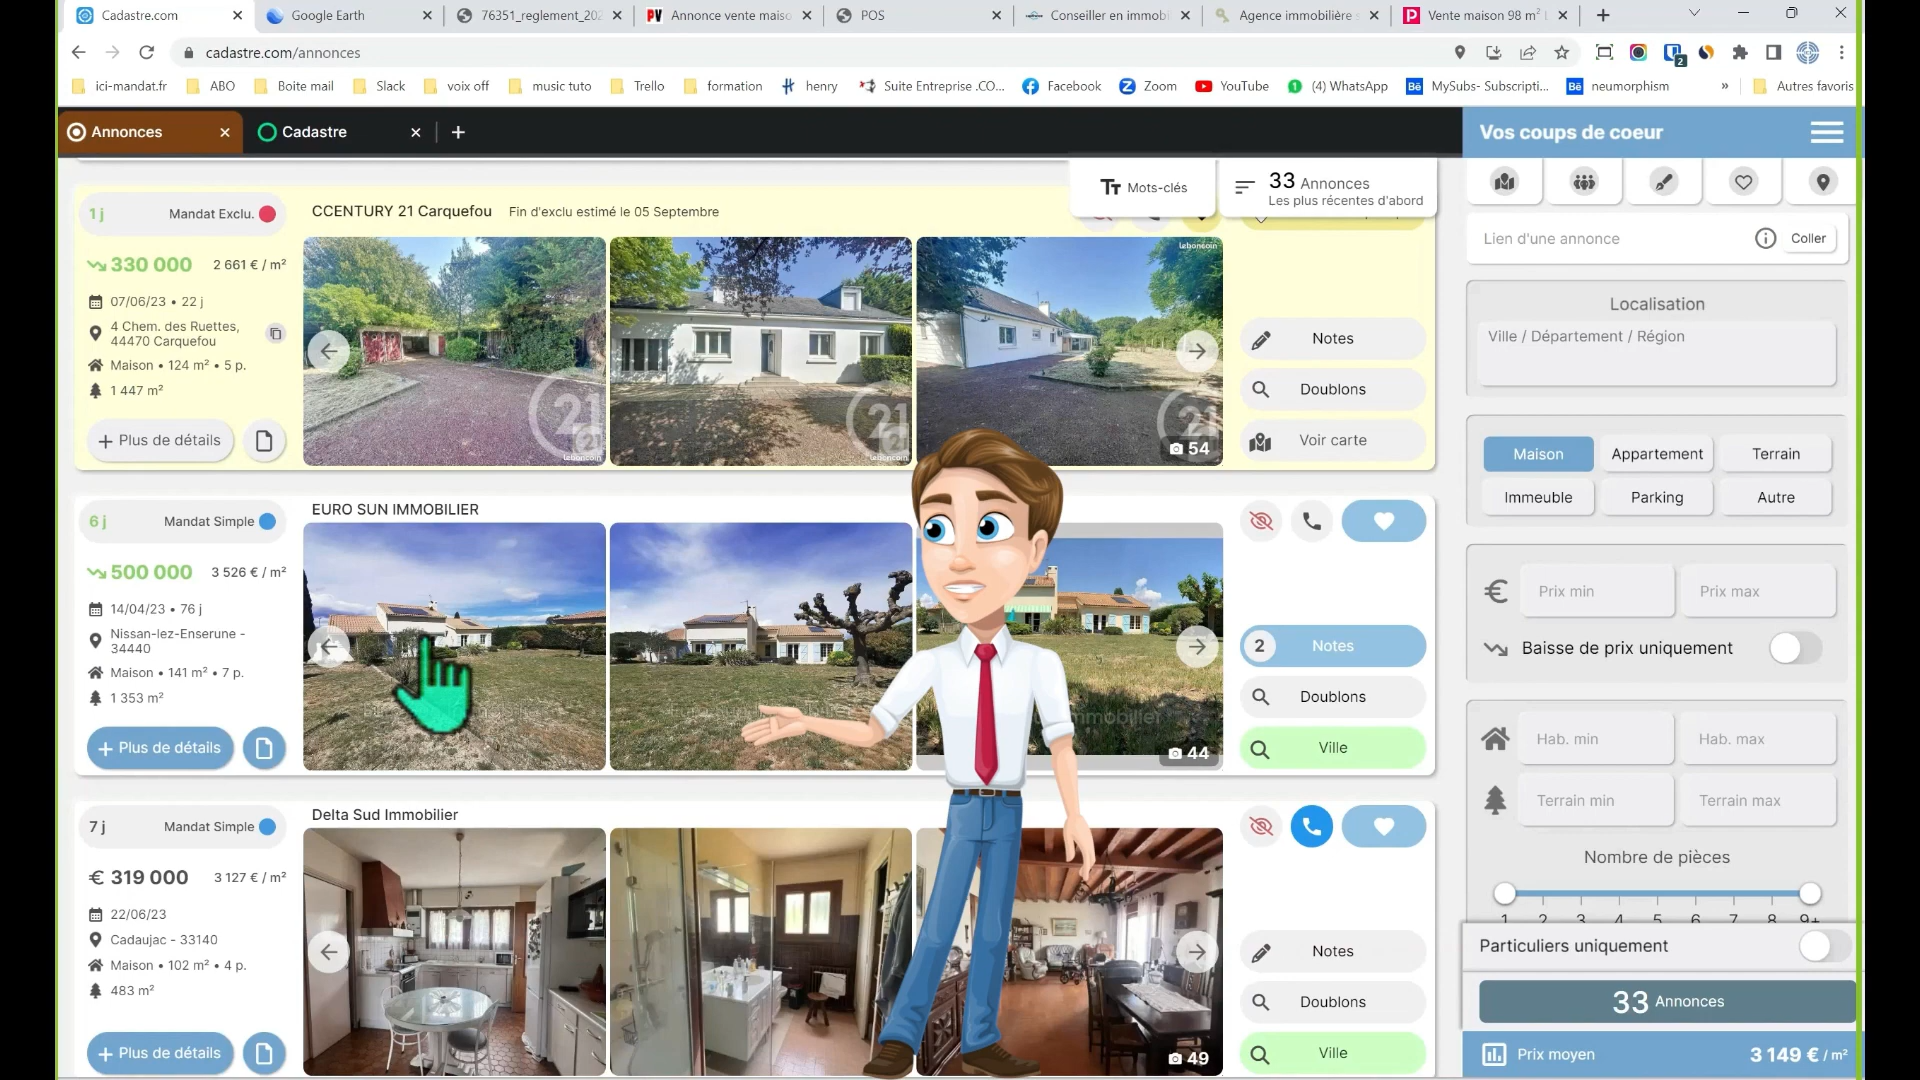 Cadastre.com
Google Earth
76351_reglement_202
Annonce vente maiso
POS
Conseiller en immobi
Agence immobilière s
Vente maison 98 m²
cadastre.com/annonces
ici-mandat.fr
ABO
Boite mail
Slack
voix off
music tuto
Trello
formation
henry
Suite Entreprise .CO...
Facebook
Zoom
YouTube
(4) WhatsApp
MySubs- Subscripti...
neumorphism
»
Autres favoris
Annonces
Cadastre
Vos coups de coeur
Mots-clés
33 Annonces
Les plus récentes d'abord
1 j
Mandat Exclu.
CCENTURY 21 Carquefou
Fin d'exclu estimé le 05 Septembre
330 000
2 661 € / m²
07/06/23 • 22 j
4 Chem. des Ruettes,
44470 Carquefou
Maison • 124 m² • 5 p.
1 447 m²
+ Plus de détails
leboncoin
leboncoin
leboncoin
21
21
21
54
Notes
Doublons
Voir carte
6 j
Mandat Simple
EURO SUN IMMOBILIER
500 000
3 526 € / m²
14/04/23 • 76 j
Nissan-lez-Enserune -
34440
Maison • 141 m² • 7 p.
1 353 m²
+ Plus de détails
44
2
Notes
Doublons
Ville
7 j
Mandat Simple
Delta Sud Immobilier
€ 319 000
3 127 € / m²
22/06/23
Cadaujac - 33140
Maison • 102 m² • 4 p.
483 m²
+ Plus de détails
49
Notes
Doublons
Ville
Lien d'une annonce
Coller
Localisation
Ville / Département / Région
Maison
Appartement
Terrain
Immeuble
Parking
Autre
€
Prix min
Prix max
Baisse de prix uniquement
Hab. min
Hab. max
Terrain min
Terrain max
Nombre de pièces
1 2 3 4 5 6 7 8 9+
Particuliers uniquement
33 Annonces
Prix moyen
3 149 € / m²